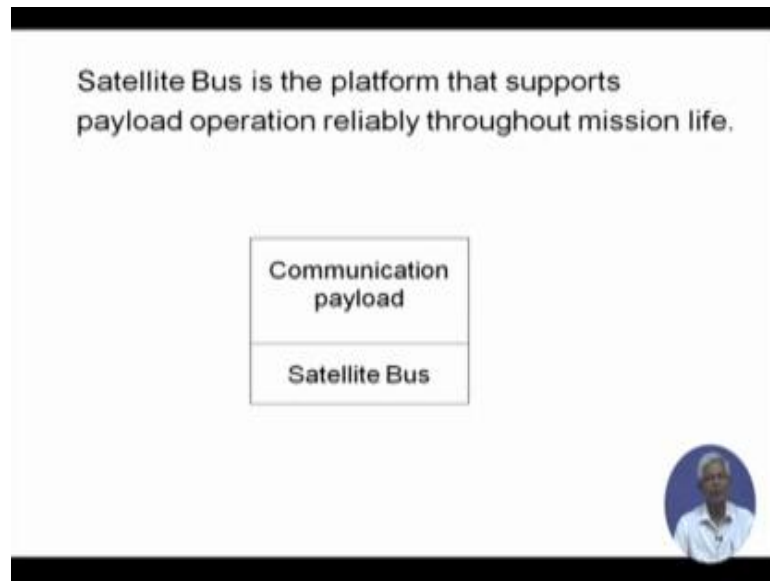 Satellite Bus is the platform that supports
payload operation reliably throughout mission life.
Communication
payload
Satellite Bus